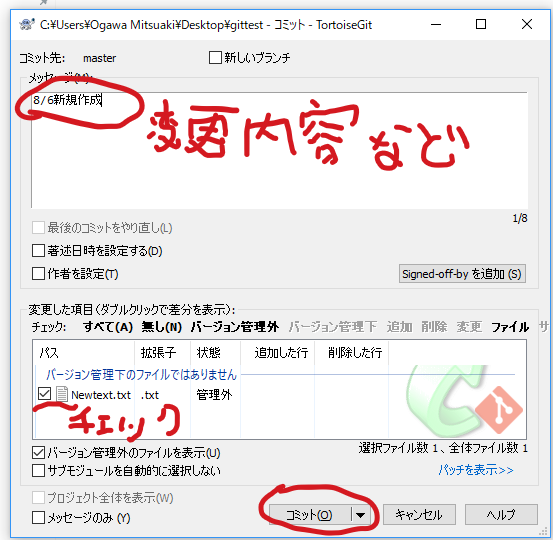 C:¥Users¥Ogawa Mitsuaki¥Desktop¥gittest - コミット - TortoiseGit
コミット先: master 新しいブランチ
メッセージ(M):
8/6新規作成
変更内容など
1/8
最後のコミットをやり直し(L)
著述日時を設定する(D)
作者を設定(T)
Signed-off-by を追加 (S)
変更した項目（ダブルクリックで差分を表示）:
チェック: すべて(A) 無し(N) バージョン管理外 バージョン管理下 追加 削除 変更 ファイル サ
パス 拡張子 状態 追加した行 削除した行
バージョン管理下のファイルではありません
Newtext.txt .txt 管理外
チェック
バージョン管理外のファイルを表示(U)
選択ファイル数 1、全体ファイル数 1
サブモジュールを自動的に選択しない
パッチを表示>>
プロジェクト全体を表示(W)
メッセージのみ (Y)
コミット(O) キャンセル ヘルプ